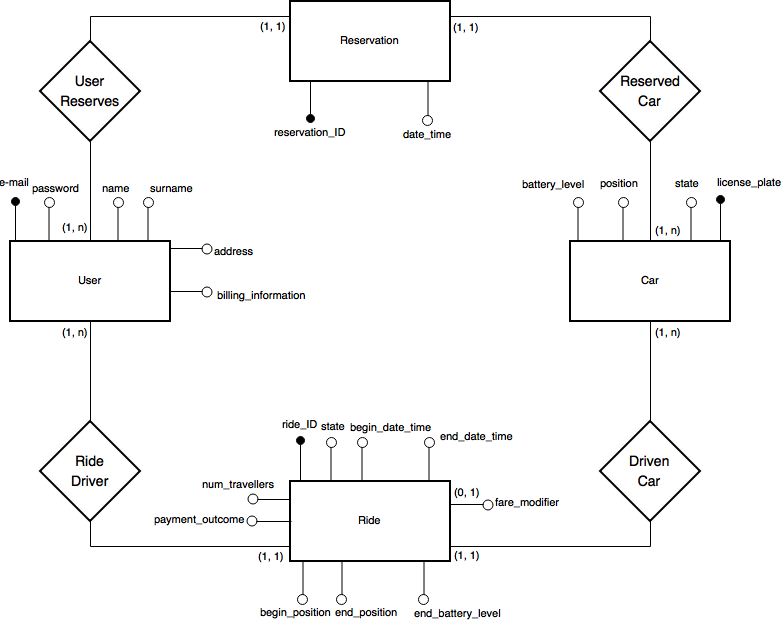 (1, 1)
Reservation
(1, 1)
User
Reserves
Reserved
Car
reservation_ID
date_time
e-mail
password
name
surname
battery_level
position
state
license_plate
(1, n)
(1, n)
address
User
Car
billing_information
(1, n)
(1, n)
ride_ID
state
begin_date_time
end_date_time
Ride
Driver
Driven
Car
num_travellers
(0, 1)
fare_modifier
payment_outcome
Ride
(1, 1)
(1, 1)
begin_position
end_position
end_battery_level